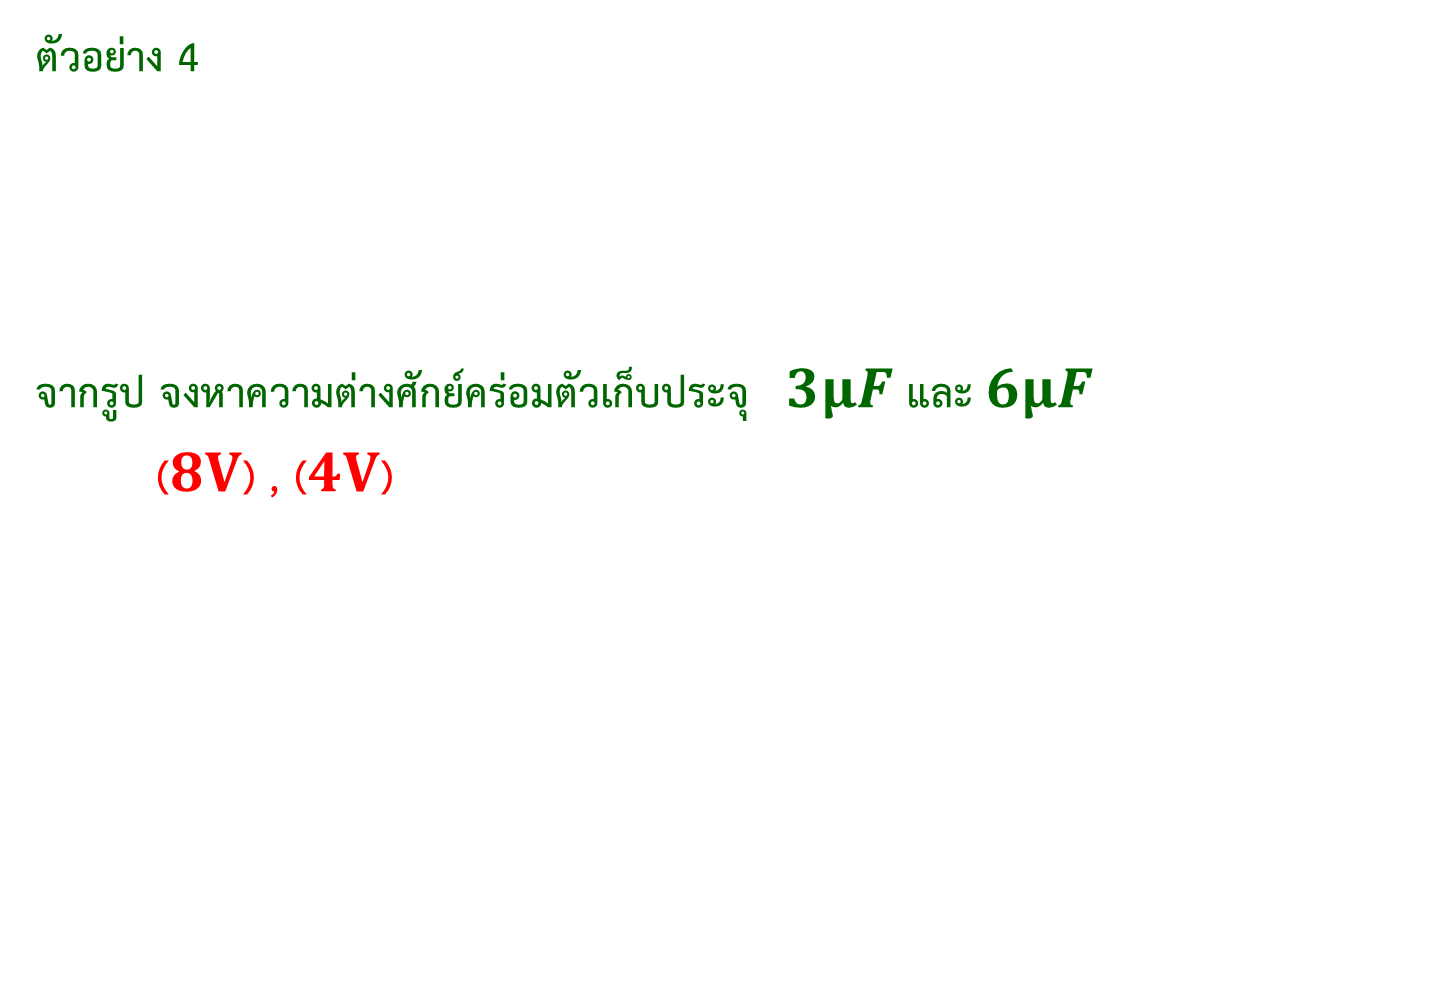 ตัวอย่าง 4
จากรูป จงหาความต่างศักย์คร่อมตัวเก็บประจุ 3μF และ 6μF
(8V) , (4V)